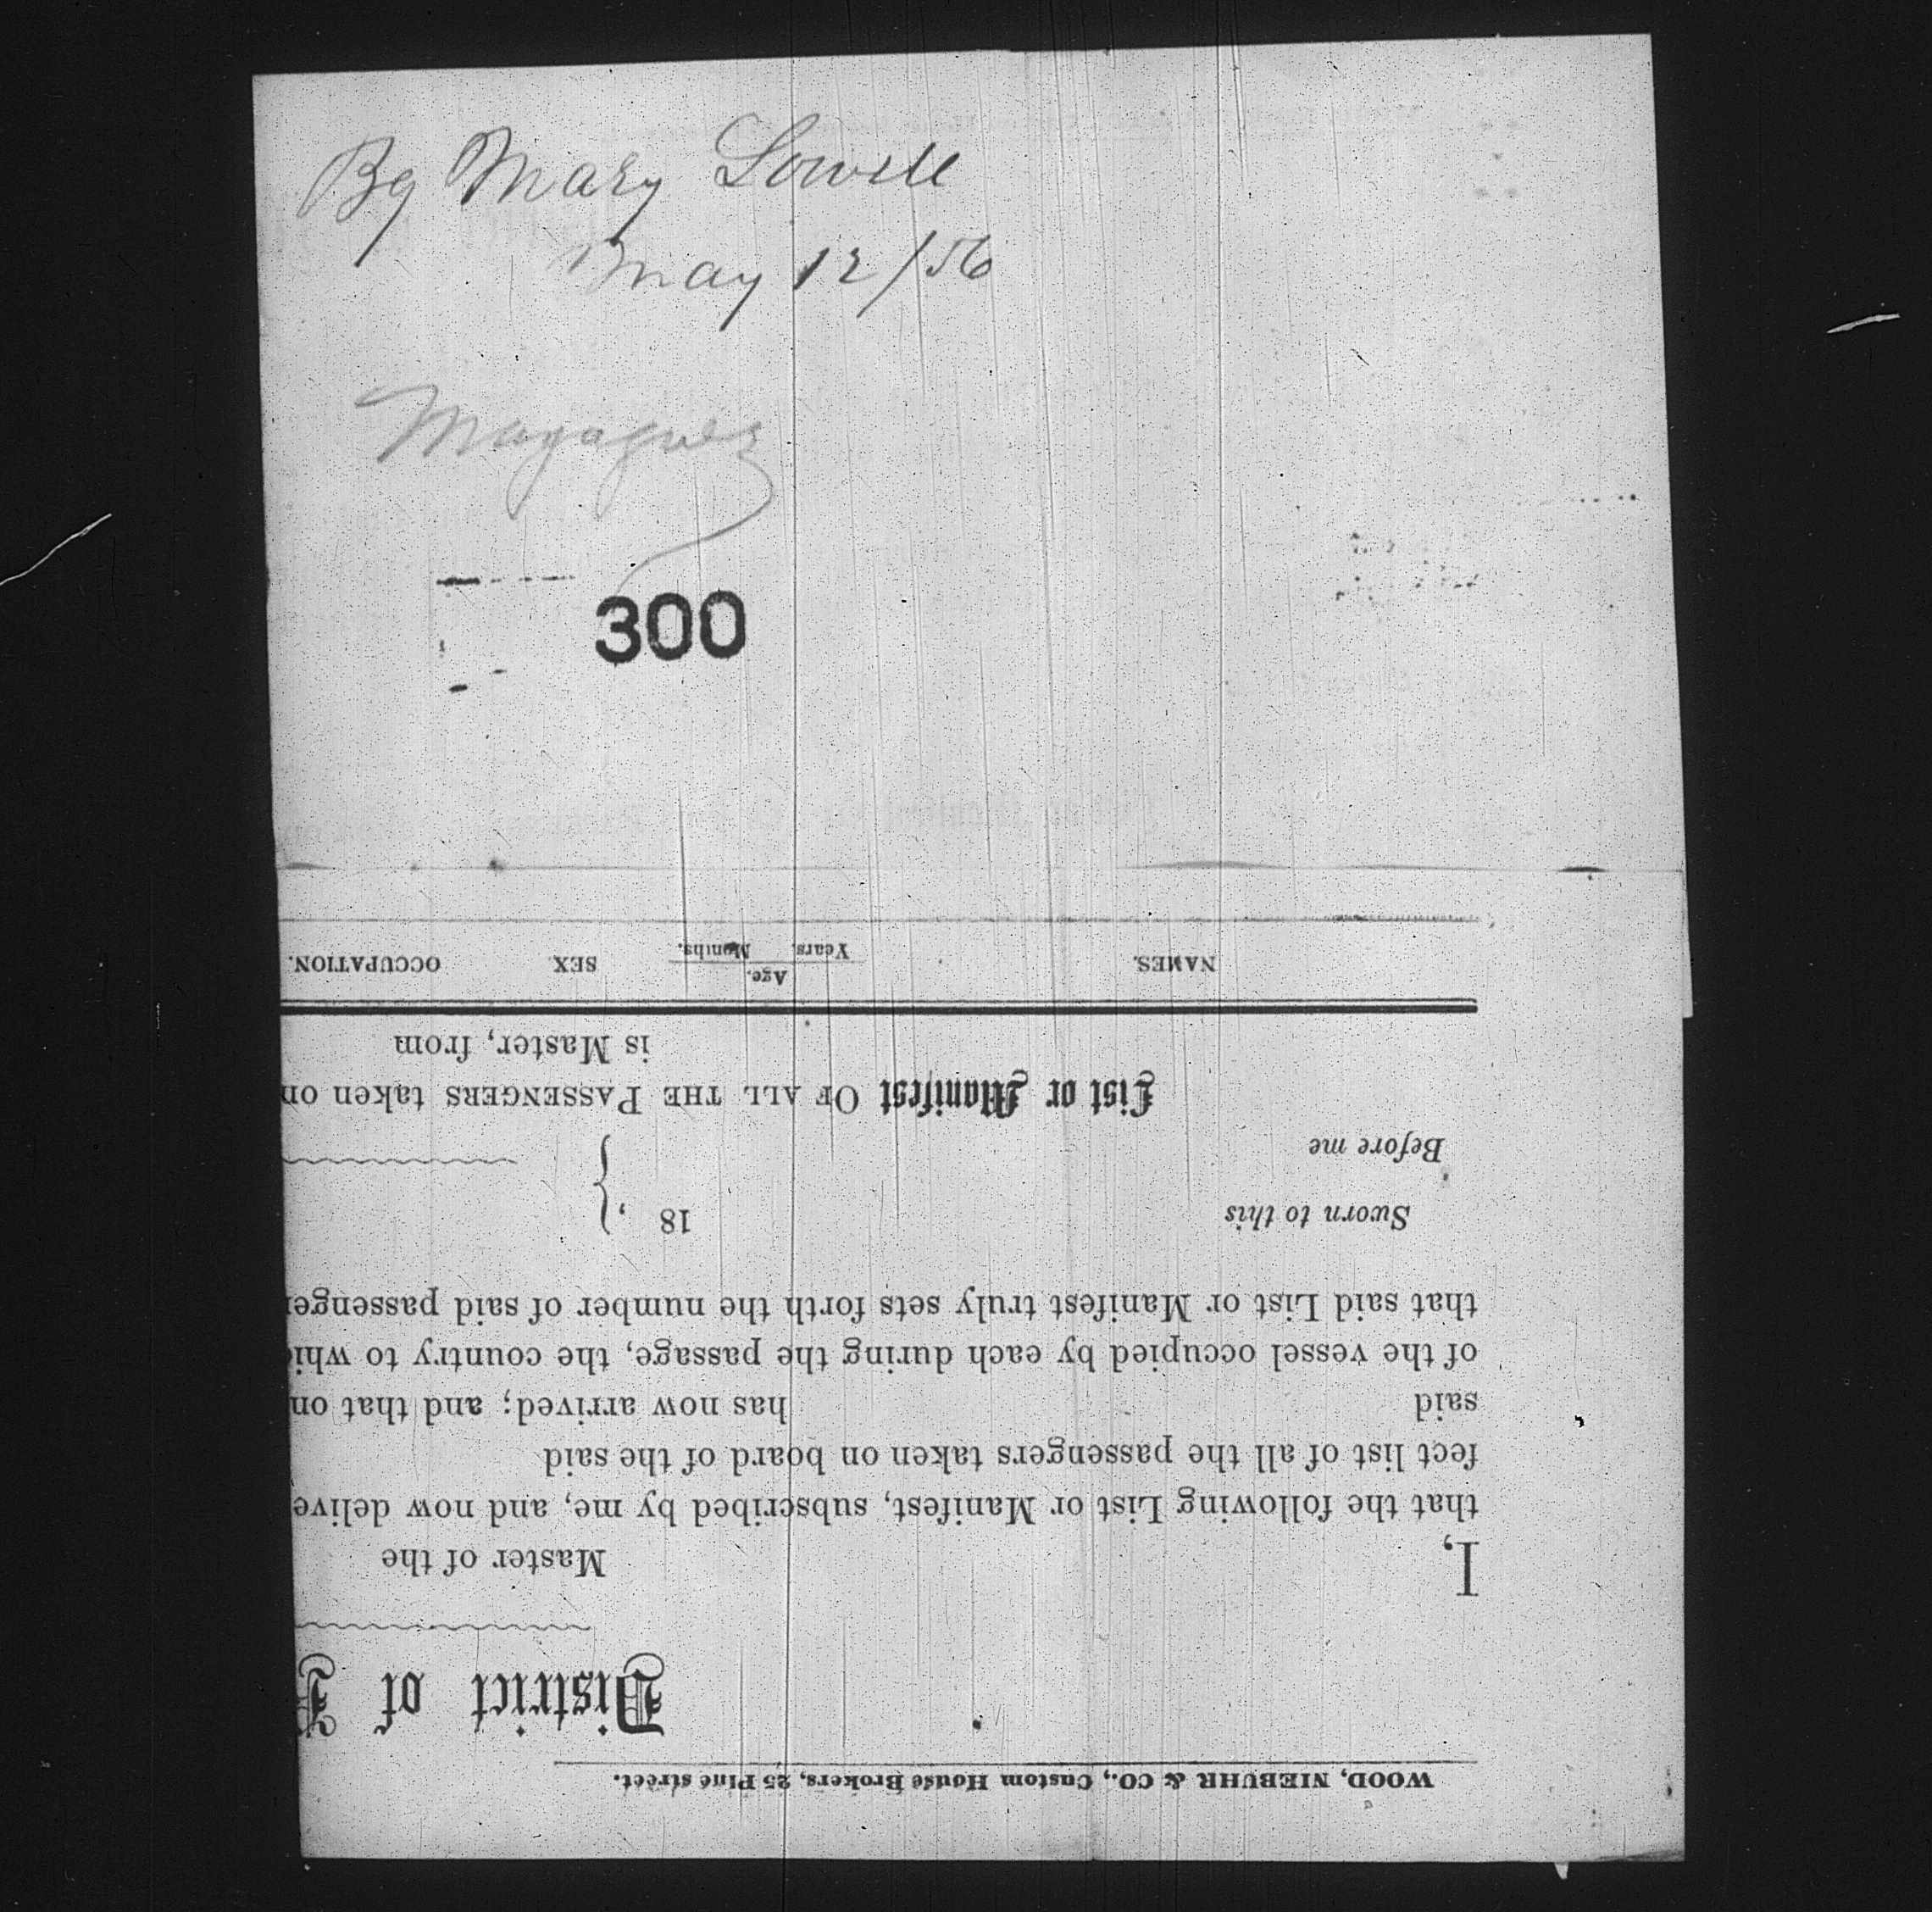 Bg Mary Lowell
May 12/56
Mayaguez
300
WOOD, NIEBUHR & CO., Custom House Brokers, 25 Pine street.
District of
I,
Master of the
that the following List or Manifest, subscribed by me, and now delive
fect list of all the passengers taken on board of the said
said has now arrived; and that on
of the vessel occupied by each during the passage, the country to whi
that said List or Manifest truly sets forth the number of said passenge
Sworn to this 18 ,
Before me
List or Manifest OF ALL THE PASSENGERS taken on
is Master, from
NAMES. Age. SEX. OCCUPATION.
Years. Months.